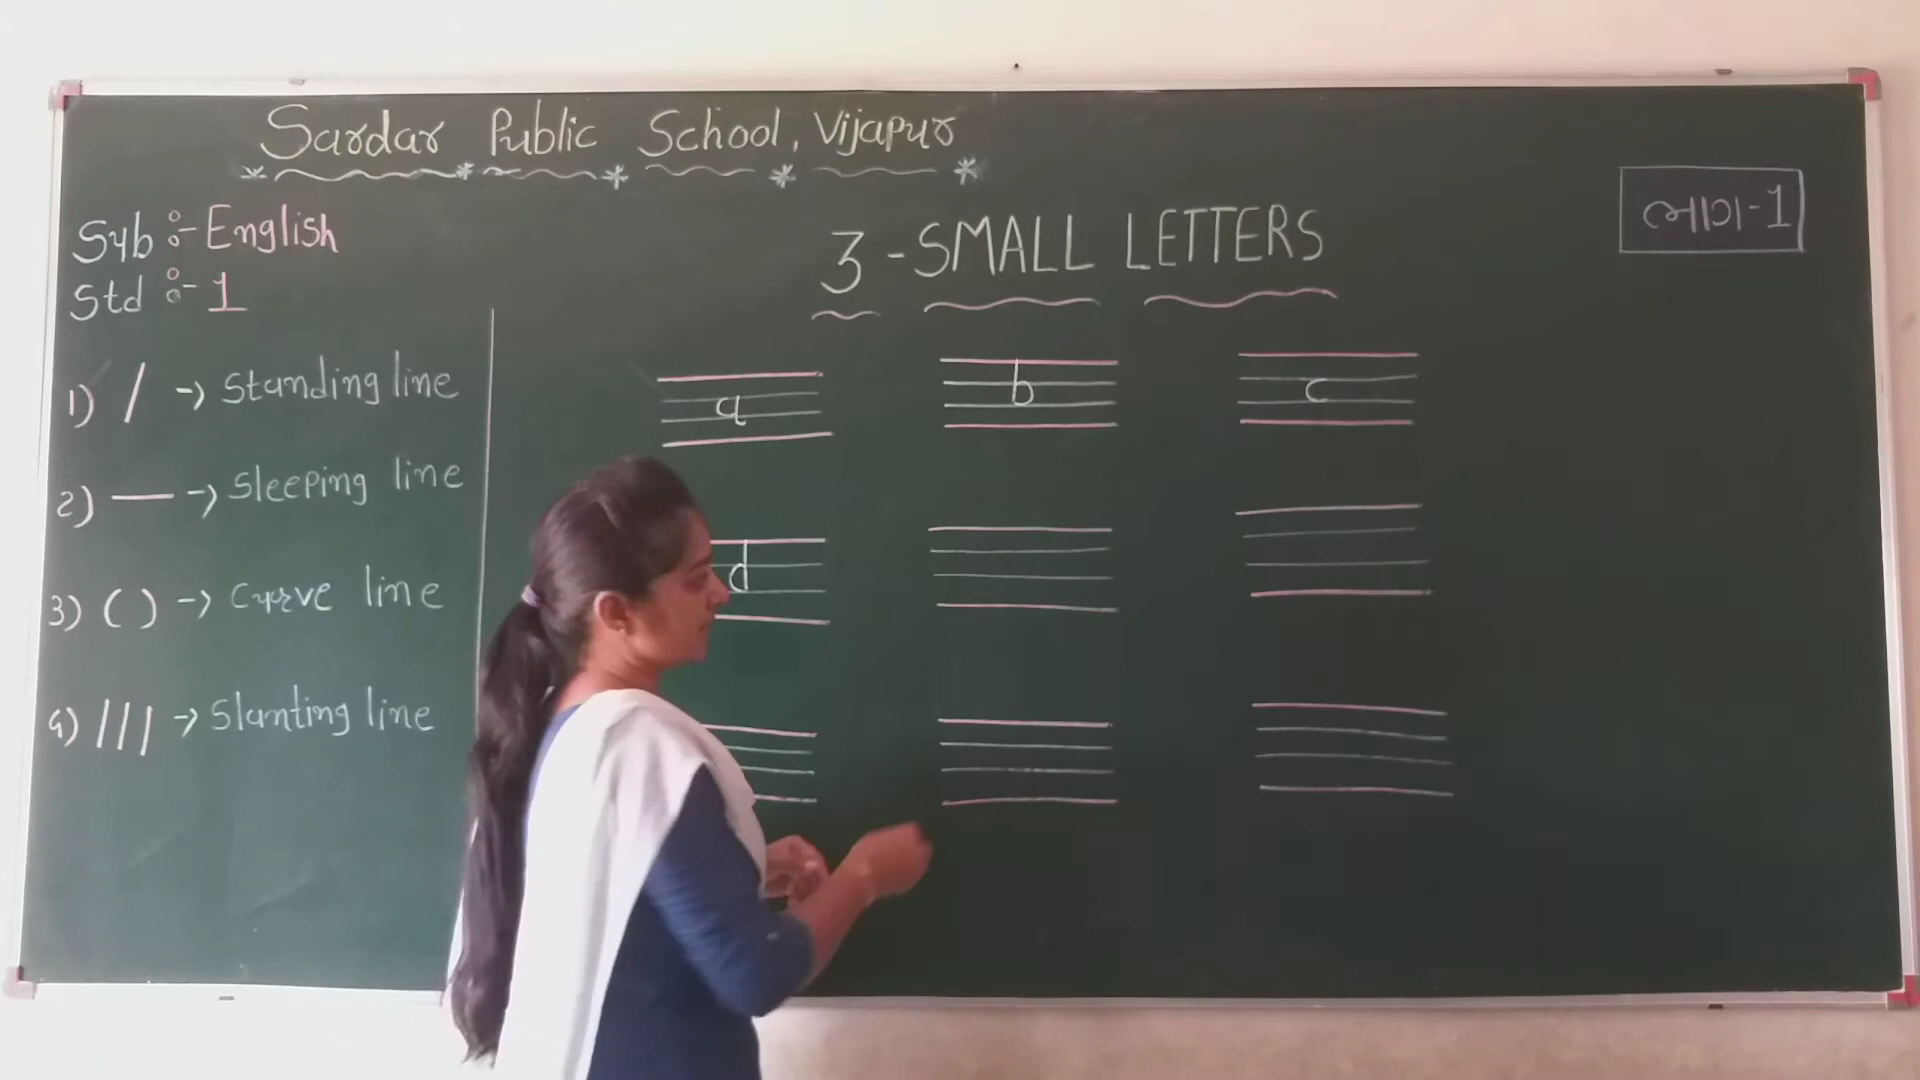 Sardar Public School, Vijapur
Sub :- English
Std :- 1
3 - SMALL LETTERS
ભાગ-1
1) / -> Standing line
2) — -> Sleeping line
3) ( ) -> Curve line
4) / / / -> Slanting line
a b c
d